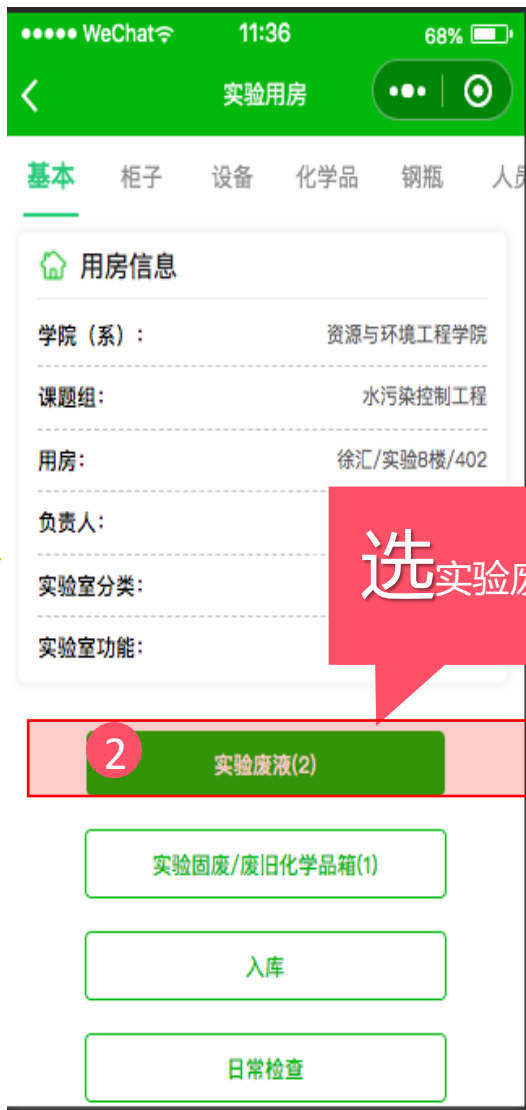 WeChat 11:36 68%
实验用房
基本 柜子 设备 化学品 钢瓶 人员
用房信息
学院（系）: 资源与环境工程学院
课题组: 水污染控制工程
用房: 徐汇/实验8楼/402
负责人:
选实验废
实验室分类:
实验室功能:
2 实验废液(2)
实验固废/废旧化学品箱(1)
入库
日常检查